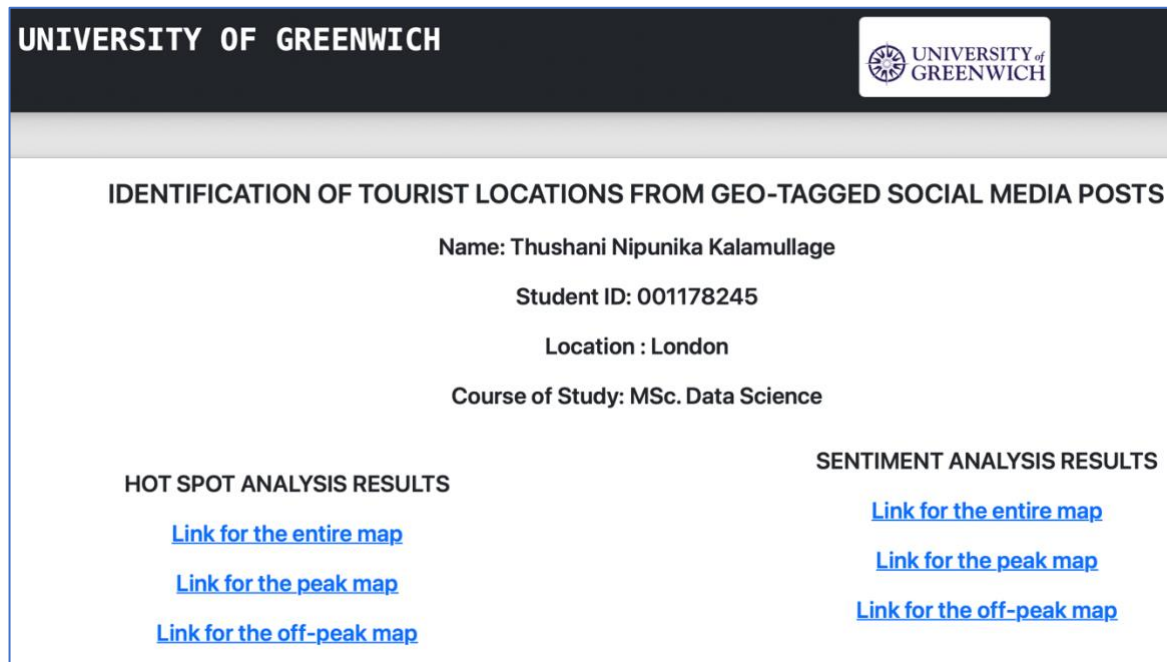 UNIVERSITY OF GREENWICH
UNIVERSITY of
GREENWICH
IDENTIFICATION OF TOURIST LOCATIONS FROM GEO-TAGGED SOCIAL MEDIA POSTS
Name: Thushani Nipunika Kalamullage
Student ID: 001178245
Location : London
Course of Study: MSc. Data Science
HOT SPOT ANALYSIS RESULTS
Link for the entire map
Link for the peak map
Link for the off-peak map
SENTIMENT ANALYSIS RESULTS
Link for the entire map
Link for the peak map
Link for the off-peak map